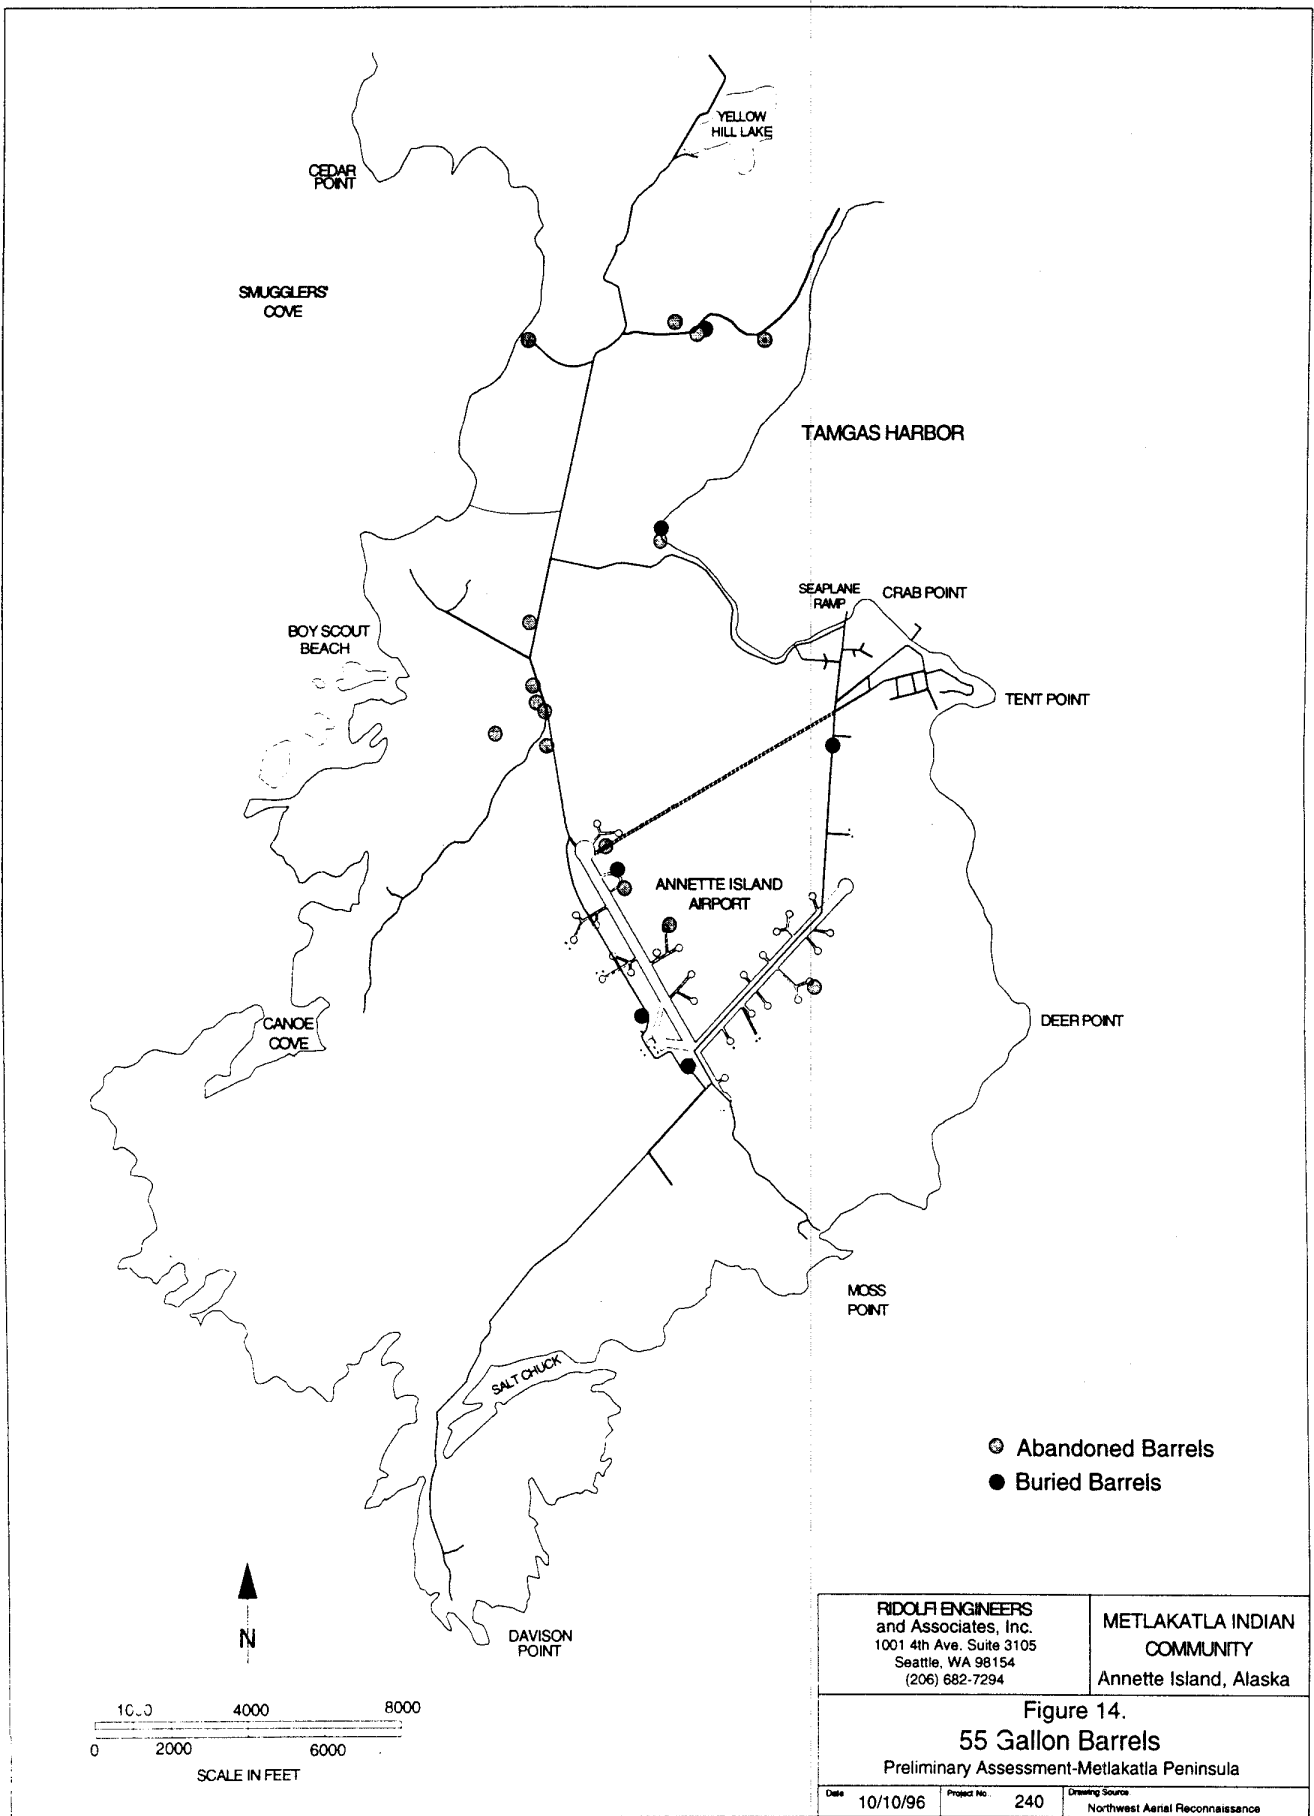 YELLOW
HILL LAKE
CEDAR
POINT
SMUGGLERS'
COVE
TAMGAS HARBOR
SEAPLANE
RAMP
CRAB POINT
BOY SCOUT
BEACH
TENT POINT
ANNETTE ISLAND
AIRPORT
CANOE
COVE
DEER POINT
MOSS
POINT
SALT CHUCK
Abandoned Barrels
Buried Barrels
N
DAVISON
POINT
4000 8000
0 2000 6000
SCALE IN FEET
RIDOLFI ENGINEERS
and Associates, Inc.
1001 4th Ave. Suite 3105
Seattle, WA 98154
(206) 682-7294
METLAKATLA INDIAN
COMMUNITY
Annette Island, Alaska
Figure 14.
55 Gallon Barrels
Preliminary Assessment-Metlakatla Peninsula
Date 10/10/96
Project No. 240
Drawing Source
Northwest Aerial Reconnaissance